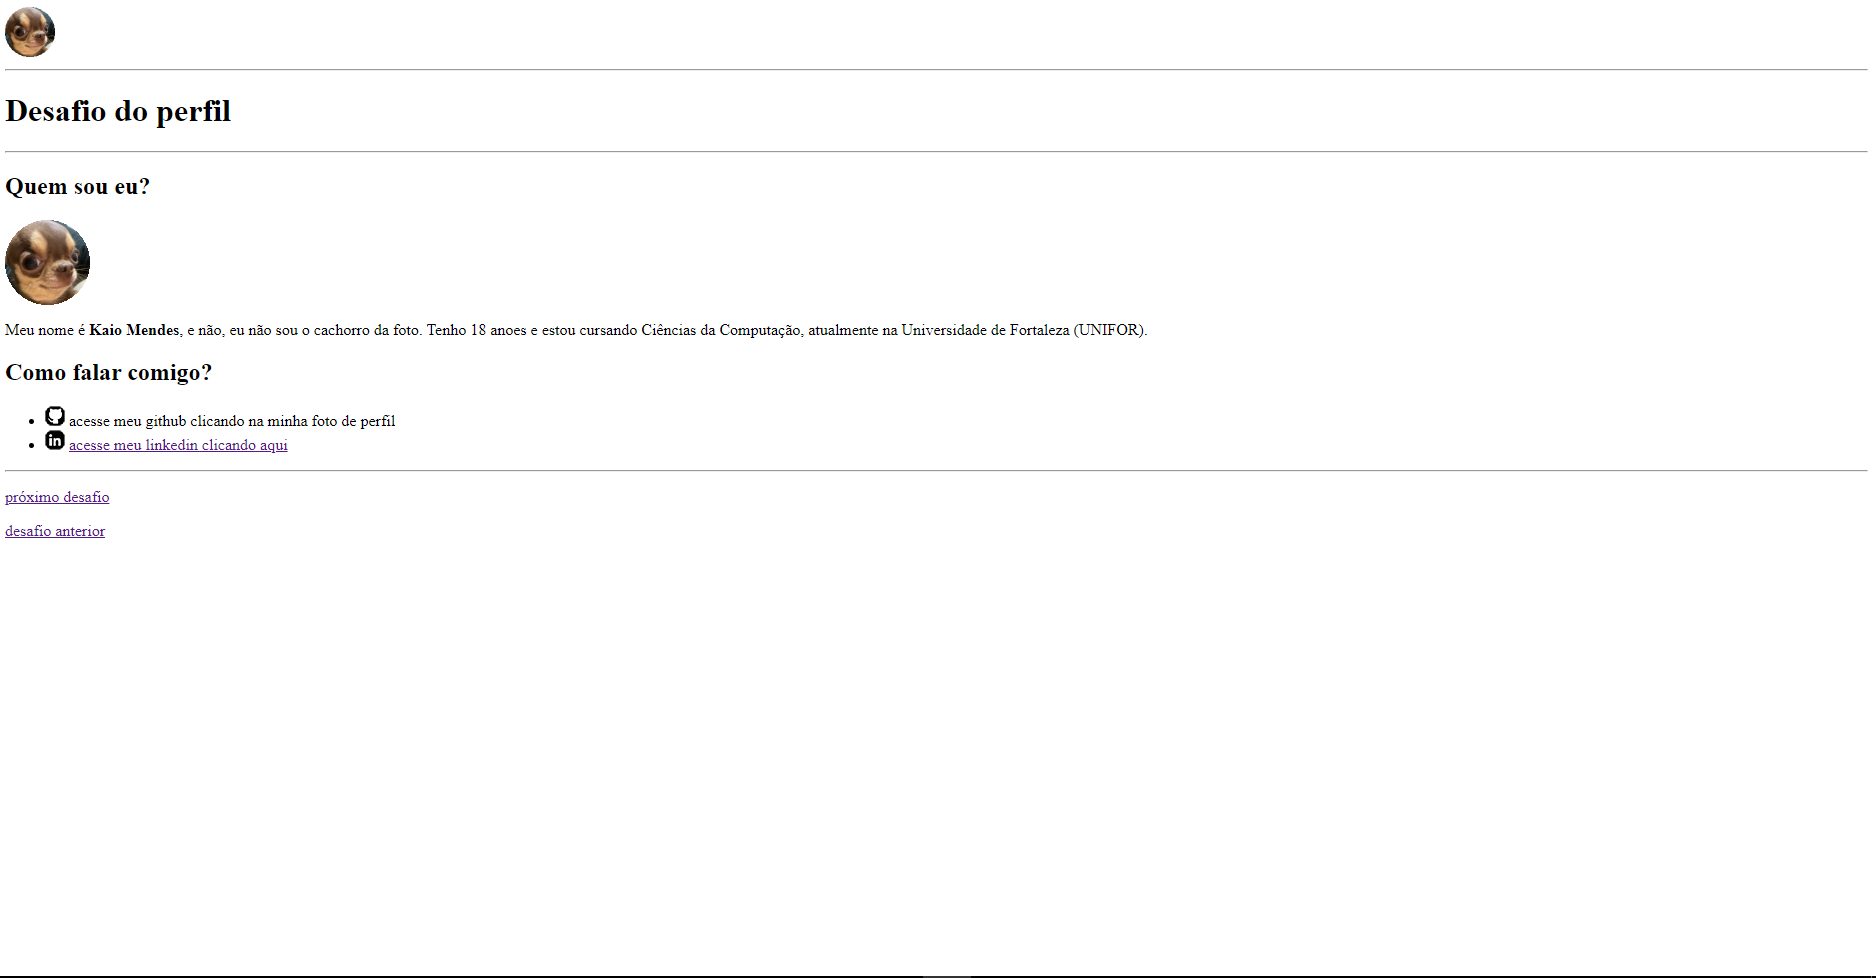 Desafio do perfil
Quem sou eu?
Meu nome é Kaio Mendes, e não, eu não sou o cachorro da foto. Tenho 18 anoes e estou cursando Ciências da Computação, atualmente na Universidade de Fortaleza (UNIFOR).
Como falar comigo?
acesse meu github clicando na minha foto de perfil
in acesse meu linkedin clicando aqui
próximo desafio
desafio anterior